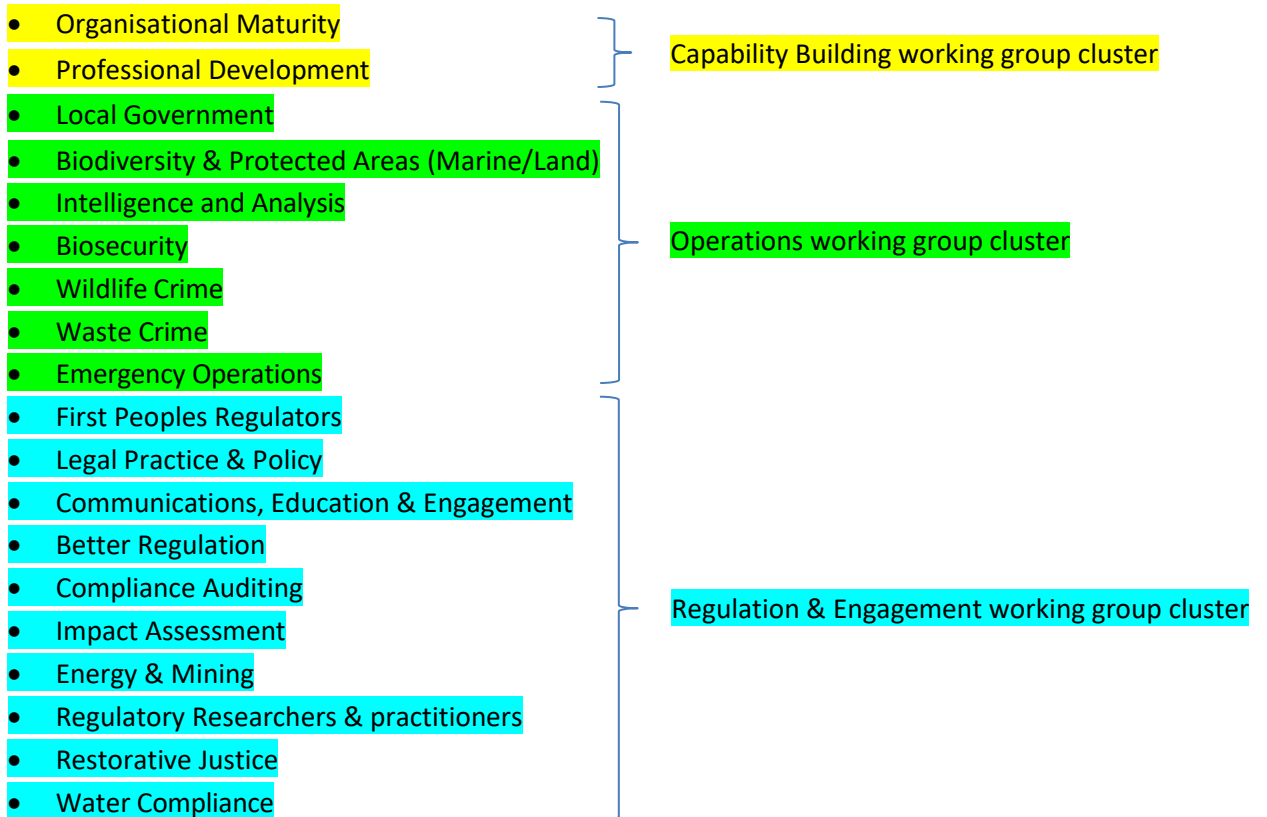 • Organisational Maturity
• Professional Development
Capability Building working group cluster
• Local Government
• Biodiversity & Protected Areas (Marine/Land)
• Intelligence and Analysis
• Biosecurity
• Wildlife Crime
• Waste Crime
• Emergency Operations
Operations working group cluster
• First Peoples Regulators
• Legal Practice & Policy
• Communications, Education & Engagement
• Better Regulation
• Compliance Auditing
• Impact Assessment
• Energy & Mining
• Regulatory Researchers & practitioners
• Restorative Justice
• Water Compliance
Regulation & Engagement working group cluster